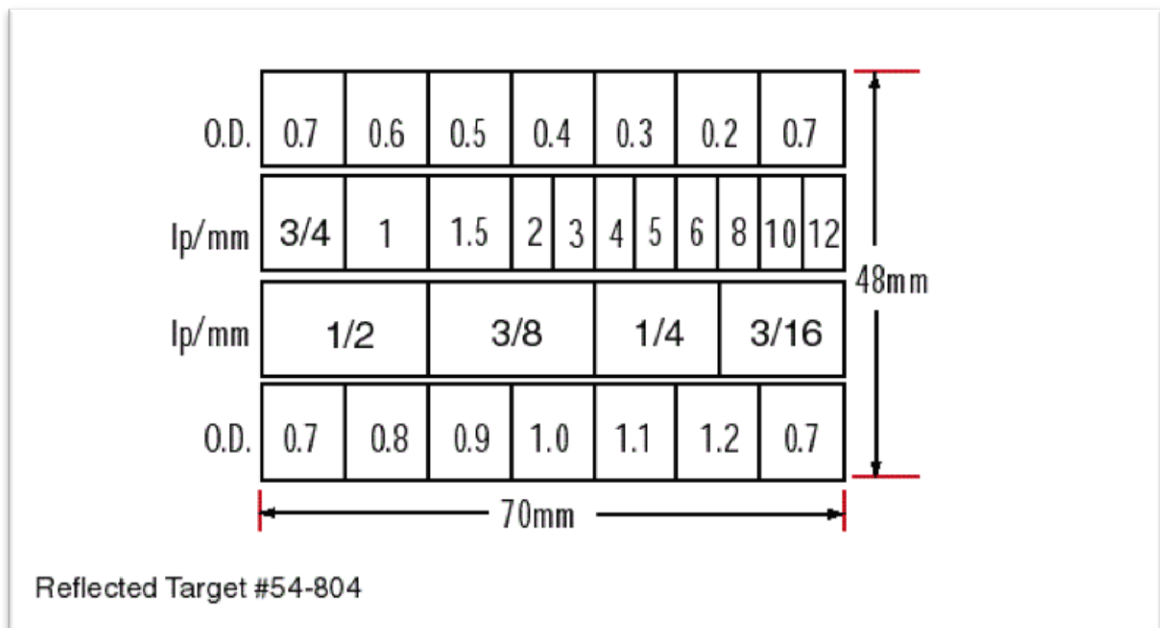 O.D. 0.7 0.6 0.5 0.4 0.3 0.2 0.7
lp/mm 3/4 1 1.5 2 3 4 5 6 8 10 12
48mm
lp/mm 1/2 3/8 1/4 3/16
O.D. 0.7 0.8 0.9 1.0 1.1 1.2 0.7
70mm
Reflected Target #54-804